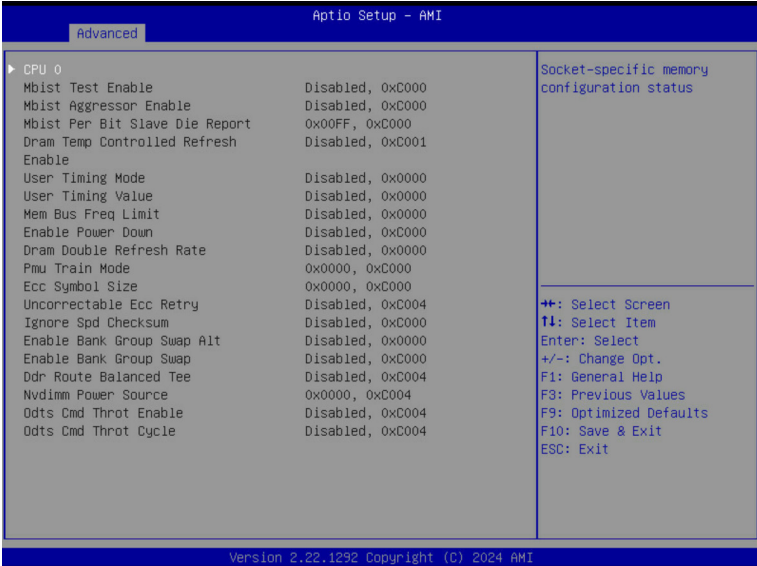 Aptio Setup - AMI
Advanced
CPU 0
Mbist Test Enable Disabled, 0xC000
Mbist Aggressor Enable Disabled, 0xC000
Mbist Per Bit Slave Die Report 0x00FF, 0xC000
Dram Temp Controlled Refresh Disabled, 0xC001
Enable
User Timing Mode Disabled, 0x0000
User Timing Value Disabled, 0x0000
Mem Bus Freq Limit Disabled, 0x0000
Enable Power Down Disabled, 0xC000
Dram Double Refresh Rate Disabled, 0x0000
Pmu Train Mode 0x0000, 0xC000
Ecc Symbol Size 0x0000, 0xC000
Uncorrectable Ecc Retry Disabled, 0xC004
Ignore Spd Checksum Disabled, 0xC000
Enable Bank Group Swap Alt Disabled, 0xC000
Enable Bank Group Swap Disabled, 0xC000
Ddr Route Balanced Tee Disabled, 0xC004
Nvdimm Power Source 0x0000, 0xC004
Odts Cmd Throt Enable Disabled, 0xC004
Odts Cmd Throt Cycle Disabled, 0xC004
Socket-specific memory
configuration status
→←: Select Screen
↑↓: Select Item
Enter: Select
+/-: Change Opt.
F1: General Help
F3: Previous Values
F9: Optimized Defaults
F10: Save & Exit
ESC: Exit
Version 2.22.1292 Copyright (C) 2024 AMI